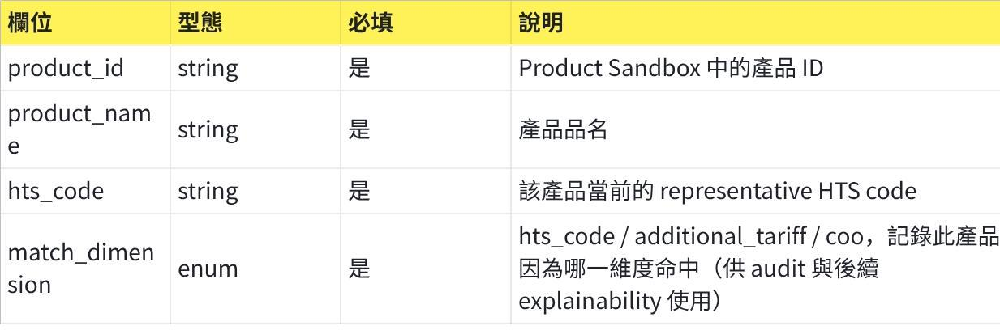 欄位 型態 必填 說明
product_id string 是 Product Sandbox 中的產品 ID
product_nam
e string 是 產品品名
hts_code string 是 該產品當前的 representative HTS code
match_dimen
sion enum 是 hts_code / additional_tariff / coo，記錄此產品
因為哪一維度命中（供 audit 與後續
explainability 使用）